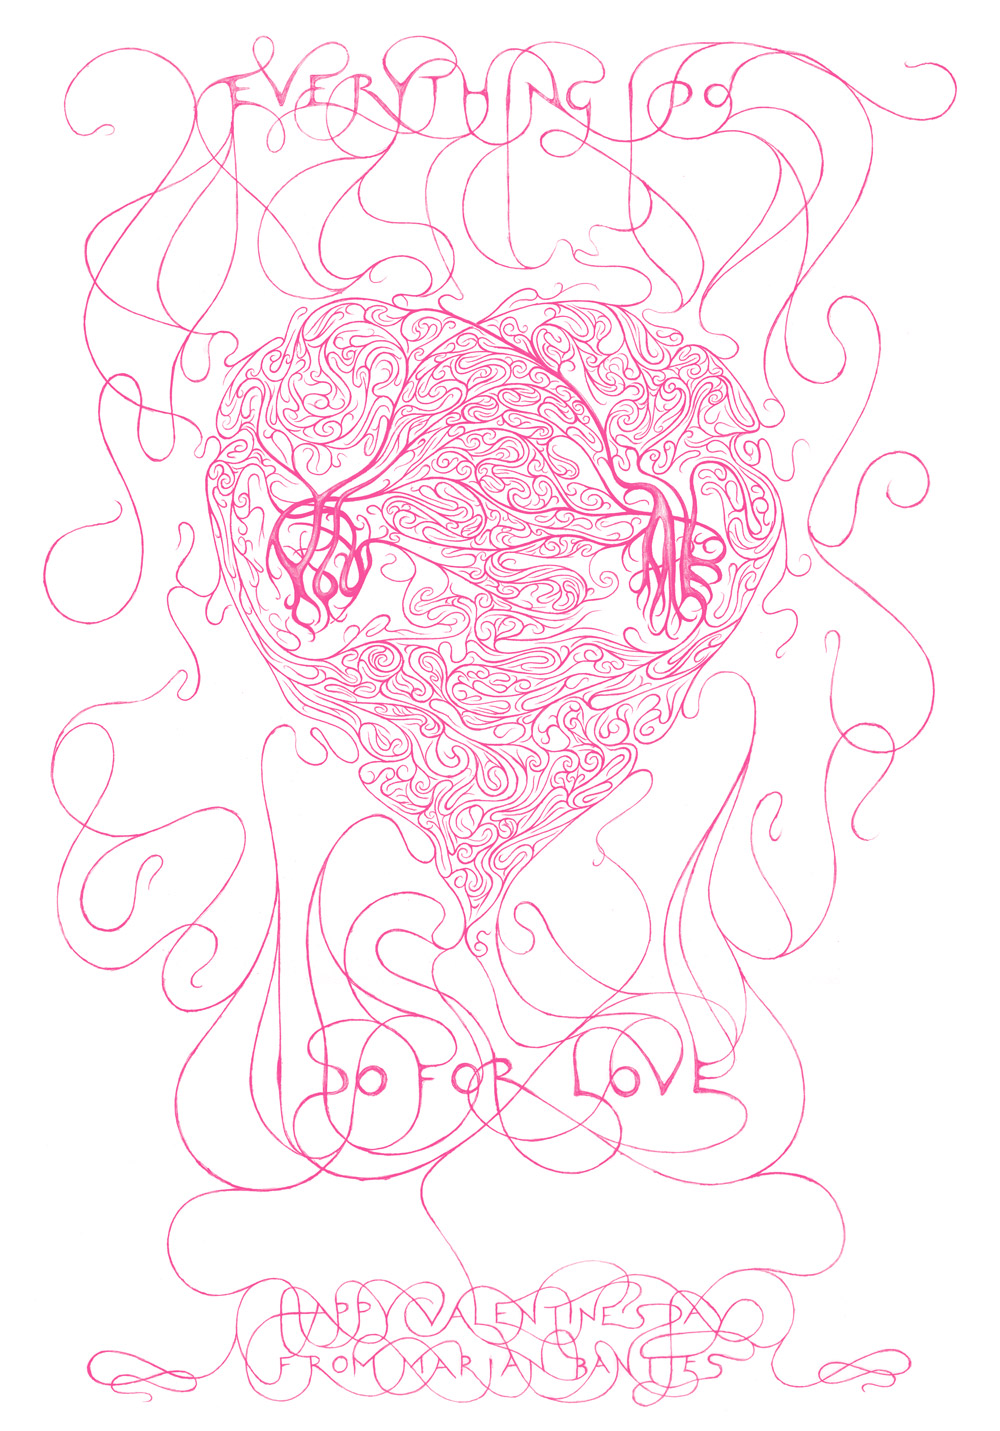 EVERYTHING I DO
YOU ME
I DO FOR LOVE
HAPPY VALENTINE'S DAY
FROM MARIAN BANTJES